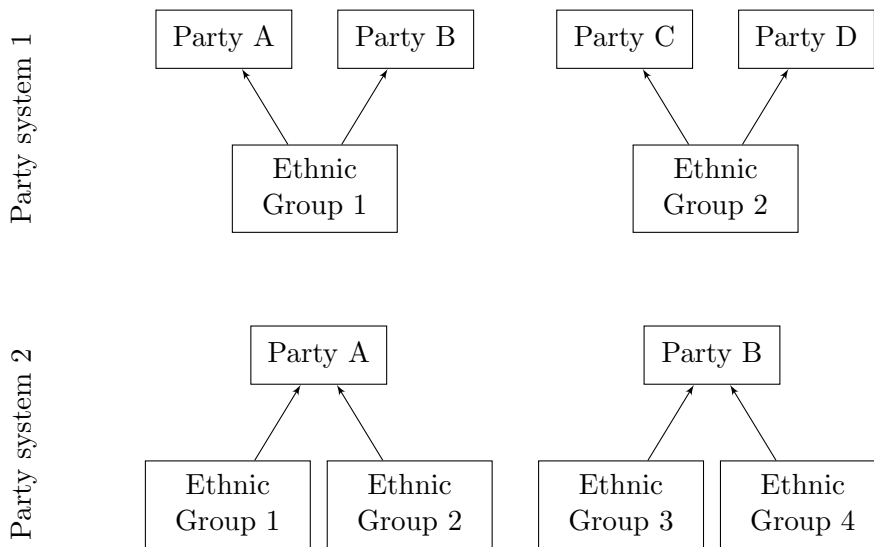 Party system 1
Party A
Party B
Party C
Party D
Ethnic
Group 1
Ethnic
Group 2
Party system 2
Party A
Party B
Ethnic
Group 1
Ethnic
Group 2
Ethnic
Group 3
Ethnic
Group 4